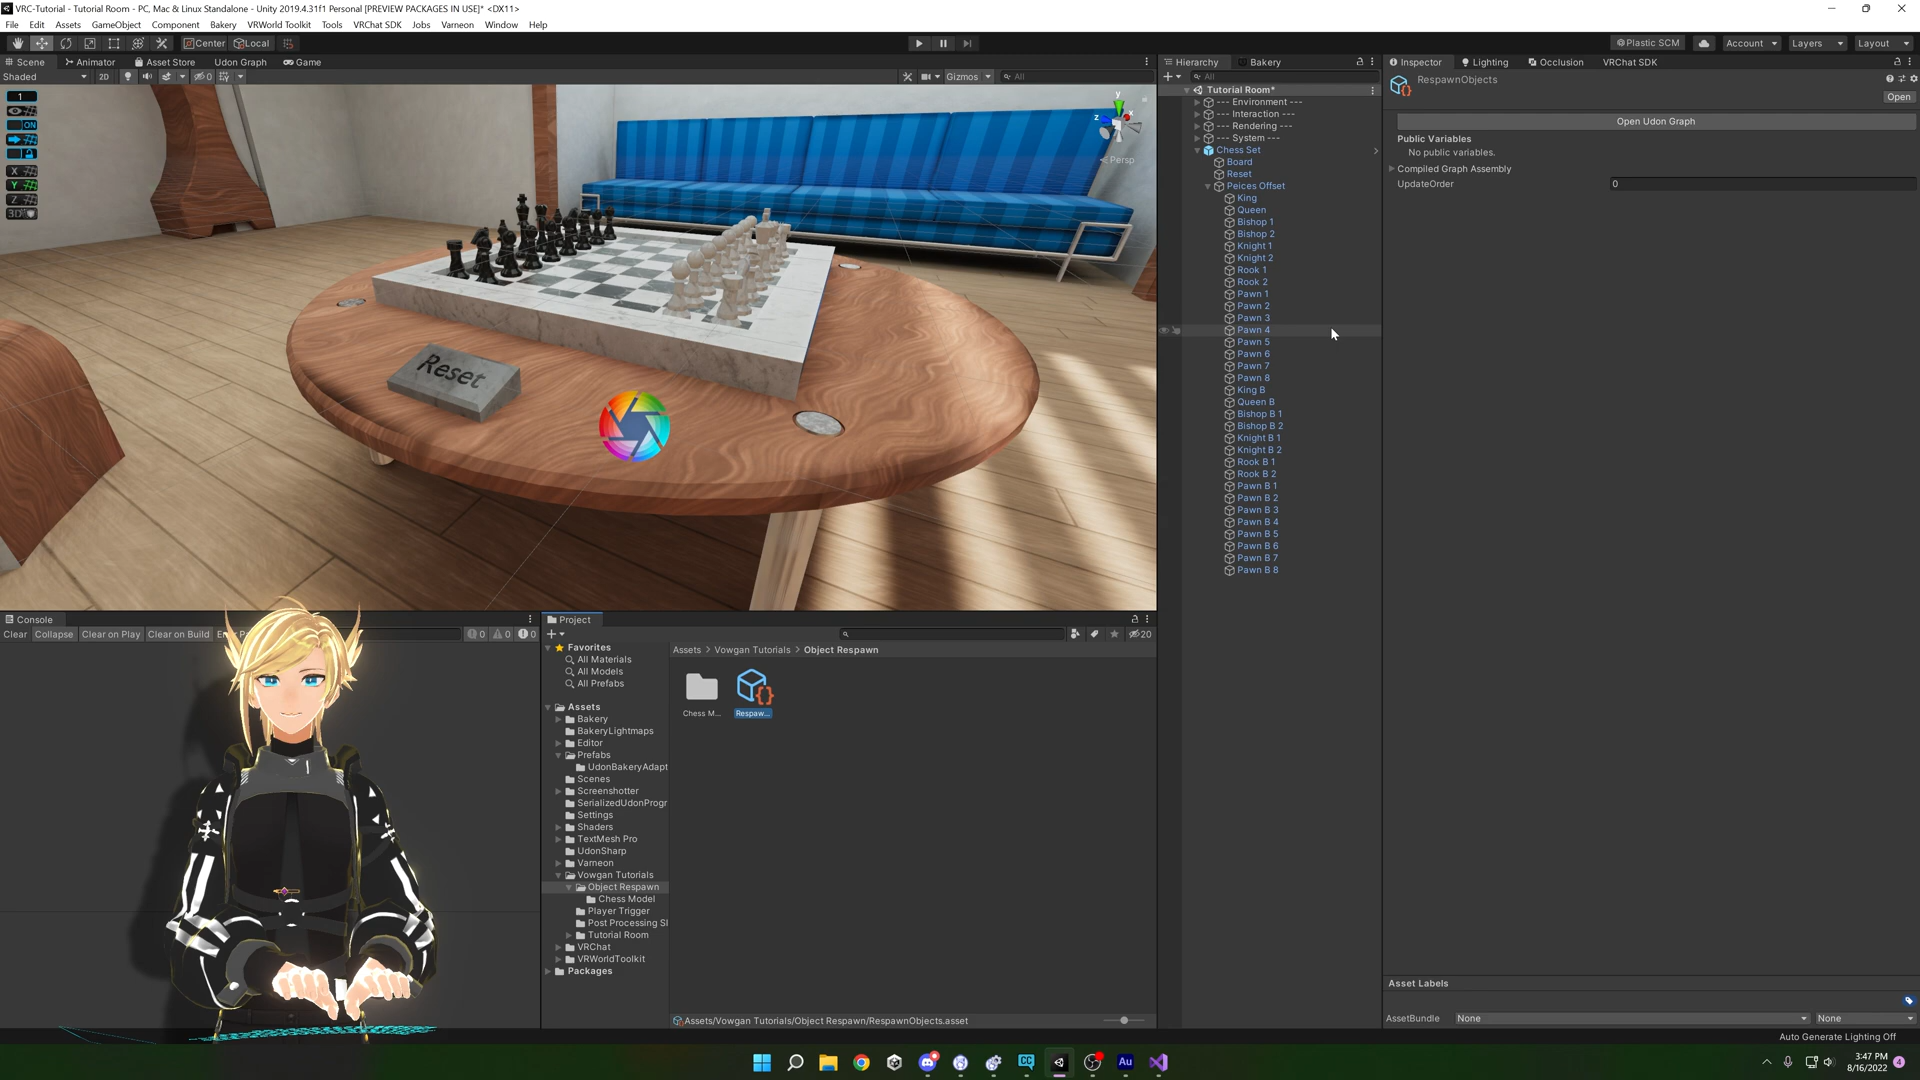 VRC-Tutorial - Tutorial Room - PC, Mac & Linux Standalone - Unity 2019.4.31f1 Personal [PREVIEW PACKAGES IN USE]* <DX11>
File Edit Assets GameObject Component Bakery VRWorld Toolkit Tools VRChat SDK Jobs Varneon Window Help
Center Local
Plastic SCM Account Layers Layout
Scene Animator Asset Store Udon Graph Game
Shaded 2D 0 Gizmos All
1
ON
X
Y
Z
3D
y
z
x
Persp
Reset
Hierarchy Bakery
All
Tutorial Room*
--- Environment ---
--- Interaction ---
--- Rendering ---
--- System ---
Chess Set
Board
Reset
Peices Offset
King
Queen
Bishop 1
Bishop 2
Knight 1
Knight 2
Rook 1
Rook 2
Pawn 1
Pawn 2
Pawn 3
Pawn 4
Pawn 5
Pawn 6
Pawn 7
Pawn 8
King B
Queen B
Bishop B 1
Bishop B 2
Knight B 1
Knight B 2
Rook B 1
Rook B 2
Pawn B 1
Pawn B 2
Pawn B 3
Pawn B 4
Pawn B 5
Pawn B 6
Pawn B 7
Pawn B 8
Inspector Lighting Occlusion VRChat SDK
RespawnObjects
Open
Open Udon Graph
Public Variables
No public variables.
Compiled Graph Assembly
UpdateOrder 0
Asset Labels
AssetBundle None None
Auto Generate Lighting Off
Console
Clear Collapse Clear on Play Clear on Build 0 0 0
Project
20
Favorites
All Materials
All Models
All Prefabs
Assets
Bakery
BakeryLightmaps
Editor
Prefabs
UdonBakeryAdapt
Scenes
Screenshotter
SerializedUdonProgr
Settings
Shaders
TextMesh Pro
UdonSharp
Varneon
Vowgan Tutorials
Object Respawn
Chess Model
Player Trigger
Post Processing Sl
Tutorial Room
VRChat
VRWorldToolkit
Packages
Assets > Vowgan Tutorials > Object Respawn
Chess M...
Respaw...
Assets/Vowgan Tutorials/Object Respawn/RespawnObjects.asset
CC
Au
3:47 PM
8/16/2022
4